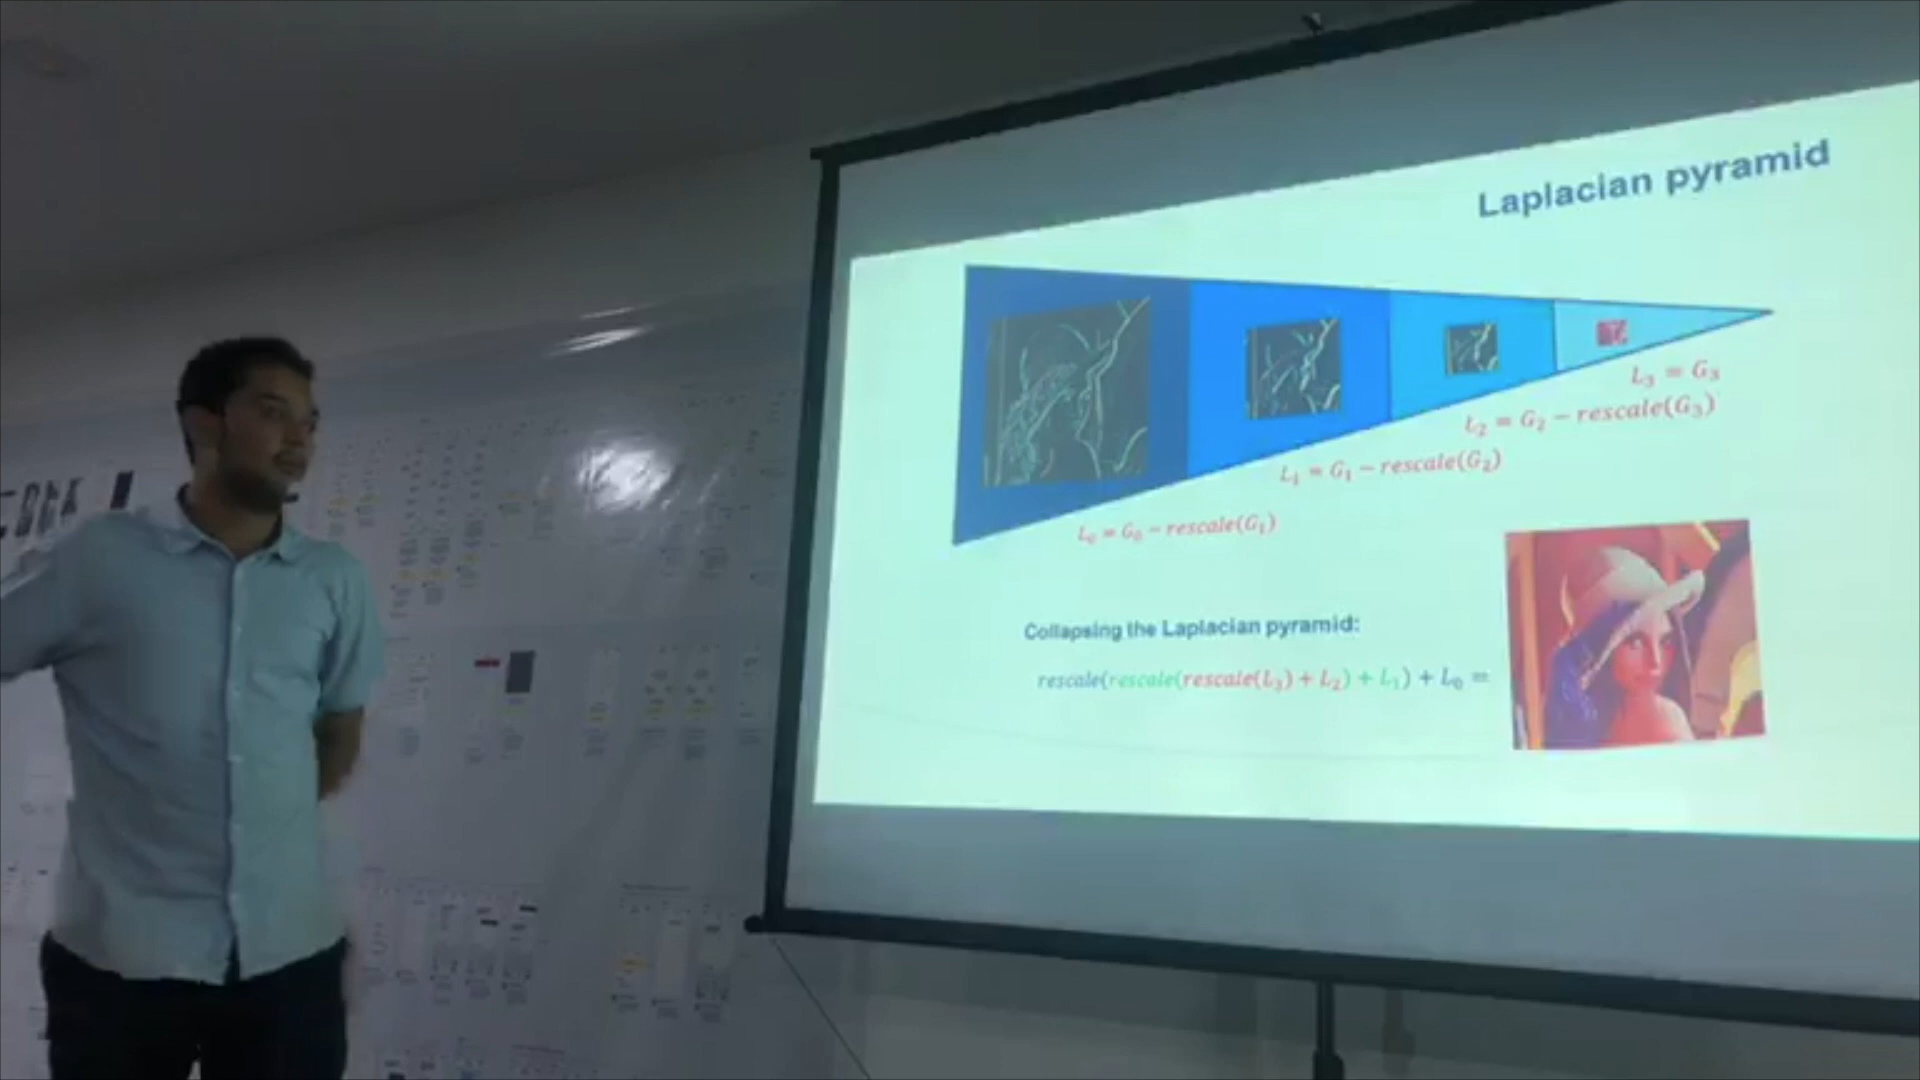 Laplacian pyramid
L₃ = G₃
L₂ = G₂ − rescale(G₃)
L₁ = G₁ − rescale(G₂)
L₀ = G₀ − rescale(G₁)
Collapsing the Laplacian pyramid:
rescale(rescale(rescale(L₃) + L₂) + L₁) + L₀ =